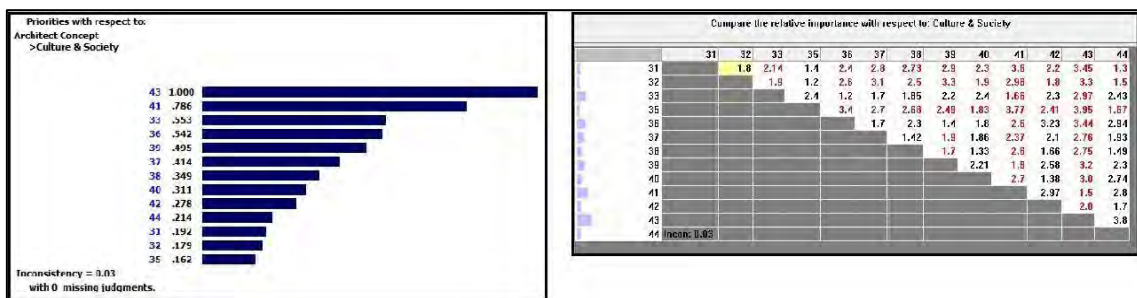 Priorities with respect to:
Architect Concept
>Culture & Society
43 1.000
41 .786
33 .553
36 .542
39 .495
37 .414
38 .349
40 .311
42 .278
44 .214
31 .192
32 .179
35 .162
Inconsistency = 0.03
with 0 missing judgments.
Compare the relative importance with respect to: Culture & Society
31 32 33 35 36 37 38 39 40 41 42 43 44
31 1.8 2.14 1.4 2.4 2.8 2.73 2.9 2.3 3.6 2.2 3.45 1.3
32 1.9 1.2 2.6 3.1 2.5 3.3 1.9 2.98 1.8 3.3 1.5
33 2.4 1.2 1.7 1.85 2.2 2.4 1.66 2.3 2.97 2.43
35 3.4 2.7 2.68 2.49 1.83 3.77 2.41 3.95 1.67
36 1.7 2.3 1.4 1.8 2.6 3.23 3.44 2.94
37 1.42 1.9 1.86 2.37 2.1 2.76 1.93
38 1.7 1.33 2.6 1.66 2.75 1.49
39 2.21 1.9 2.58 3.2 2.3
40 2.7 1.38 3.0 2.74
41 2.97 1.5 2.8
42 2.0 1.7
43 3.8
44 Incon: 0.03